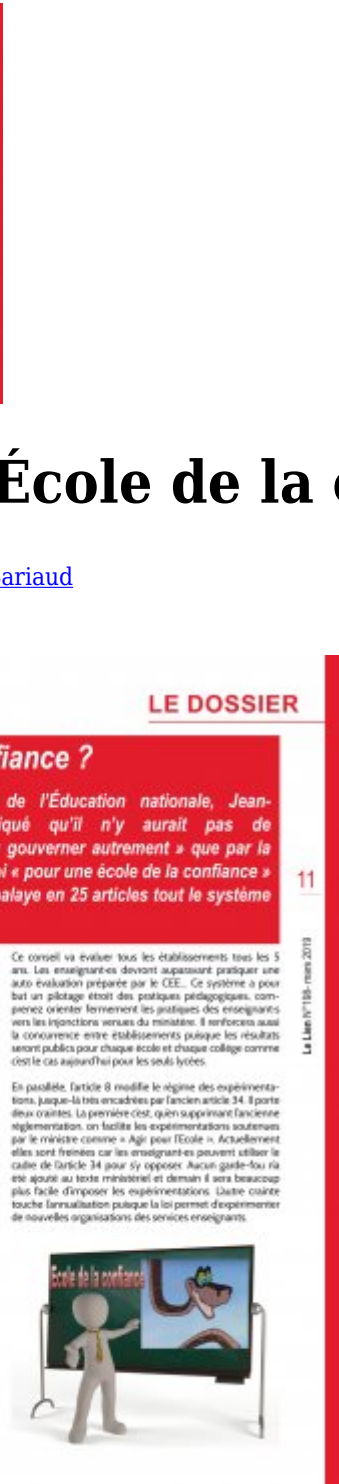 École de la
ariaud
LE DOSSIER
fiance ?
de l'Éducation nationale, Jean-
iqué qu'il n'y aurait pas de
gouverner autrement » que par la
i « pour une école de la confiance »
alaye en 25 articles tout le système
11
Le Lien N°198- mars 2019
Ce conseil va évaluer tous les établissements tous les 5
ans. Les enseignant·es devront auparavant pratiquer une
auto évaluation préparée par le CEE... Ce système a pour
but un pilotage étroit des pratiques pédagogiques, com-
prenez orienter fermement les pratiques des enseignant·es
vers les injonctions venues du ministère. Il renforcera aussi
la concurrence entre établissements puisque les résultats
seront publics pour chaque école et chaque collège comme
c'est le cas aujourd'hui pour les seuls lycées.
En parallèle, l'article 8 modifie le régime des expérimenta-
tions, jusque-là très encadrées par l'ancien article 34. Il porte
deux craintes. La première c'est, qu'en supprimant l'ancienne
réglementation, on facilite les expérimentations soutenues
par le ministre comme « Agir pour l'Ecole ». Actuellement
elles sont freinées car les enseignant·es peuvent utiliser le
cadre de l'article 34 pour s'y opposer. Aucun garde-fou n'a
été ajouté au texte ministériel et demain il sera beaucoup
plus facile d'imposer les expérimentations. L'autre crainte
touche l'annualisation puisque la loi permet d'expérimenter
de nouvelles organisations des services enseignants.
Ecole de la confiance